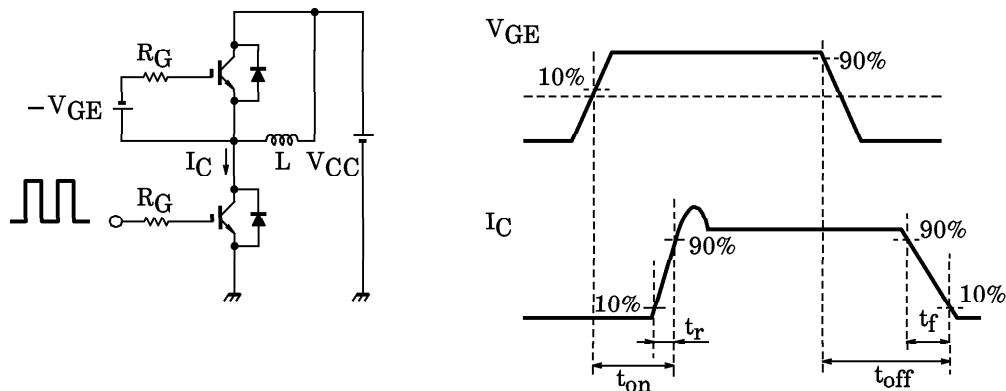 R_G
−V_GE
I_C
L
V_CC
R_G
V_GE
10%
90%
I_C
90%
90%
10%
10%
t_r
t_f
t_on
t_off